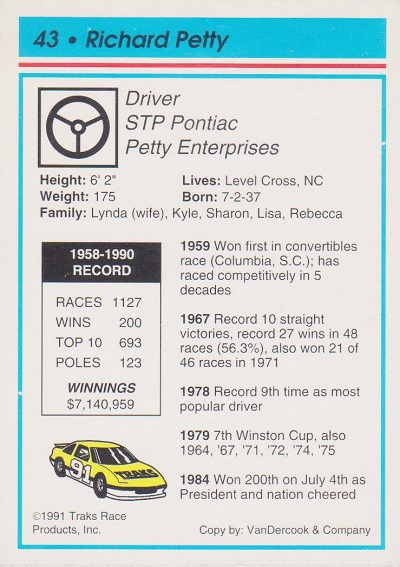 43 • Richard Petty
Driver
STP Pontiac
Petty Enterprises
Height: 6' 2"
Weight: 175
Lives: Level Cross, NC
Born: 7-2-37
Family: Lynda (wife), Kyle, Sharon, Lisa, Rebecca
1958-1990
RECORD
RACES 1127
WINS 200
TOP 10 693
POLES 123
WINNINGS
$7,140,959
1959 Won first in convertibles
race (Columbia, S.C.); has
raced competitively in 5
decades
1967 Record 10 straight
victories, record 27 wins in 48
races (56.3%), also won 21 of
46 races in 1971
1978 Record 9th time as most
popular driver
1979 7th Winston Cup, also
1964, '67, '71, '72, '74, '75
1984 Won 200th on July 4th as
President and nation cheered
91
TRAKS
©1991 Traks Race
Products, Inc.
Copy by: VanDercook & Company